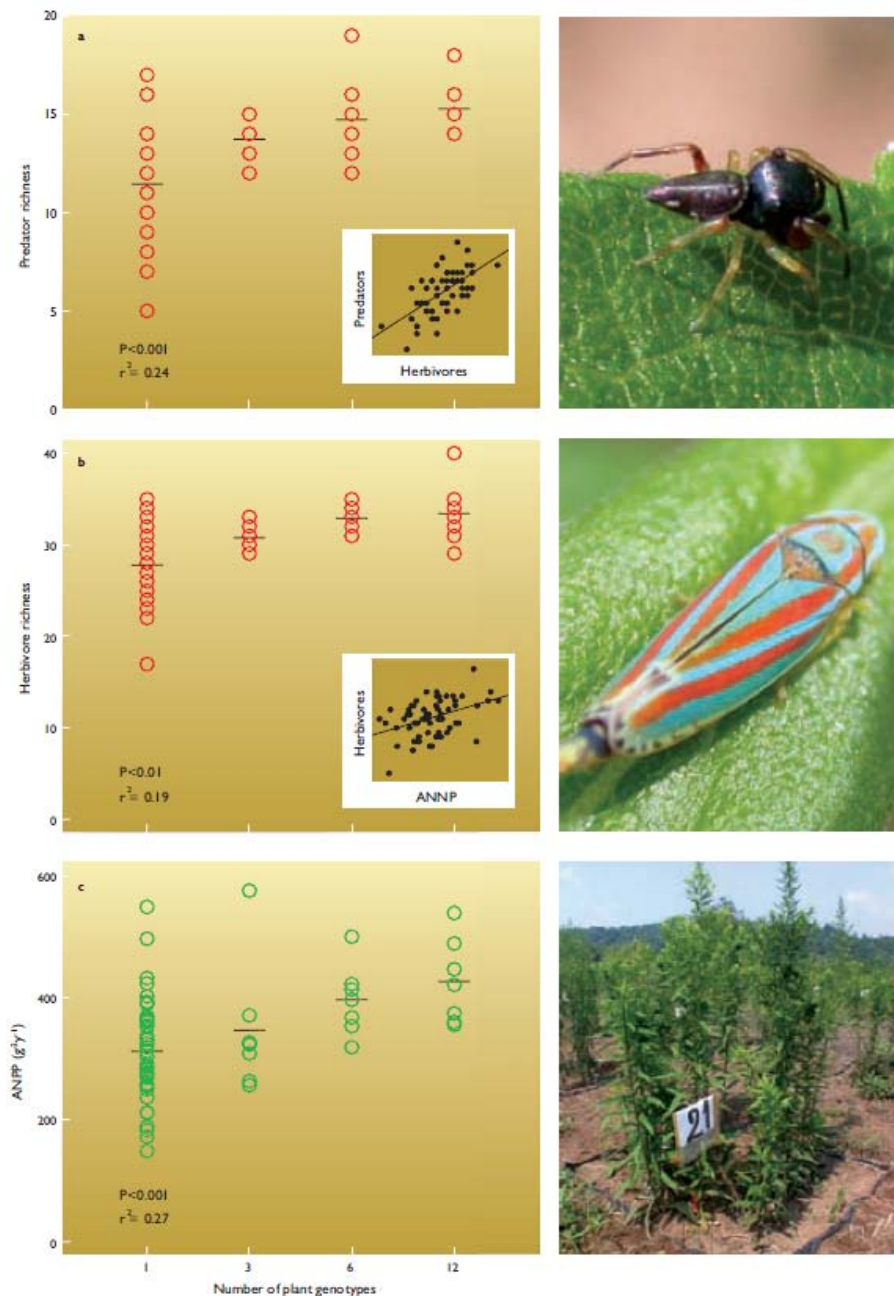 a
20
15
10
5
0
Predator richness
P<0.001
r² = 0.24
Predators
Herbivores
b
40
30
20
10
0
Herbivore richness
P<0.01
r² = 0.19
Herbivores
ANNP
c
600
400
200
0
ANPP (g²y⁻¹)
P<0.001
r² = 0.27
1 3 6 12
Number of plant genotypes
21